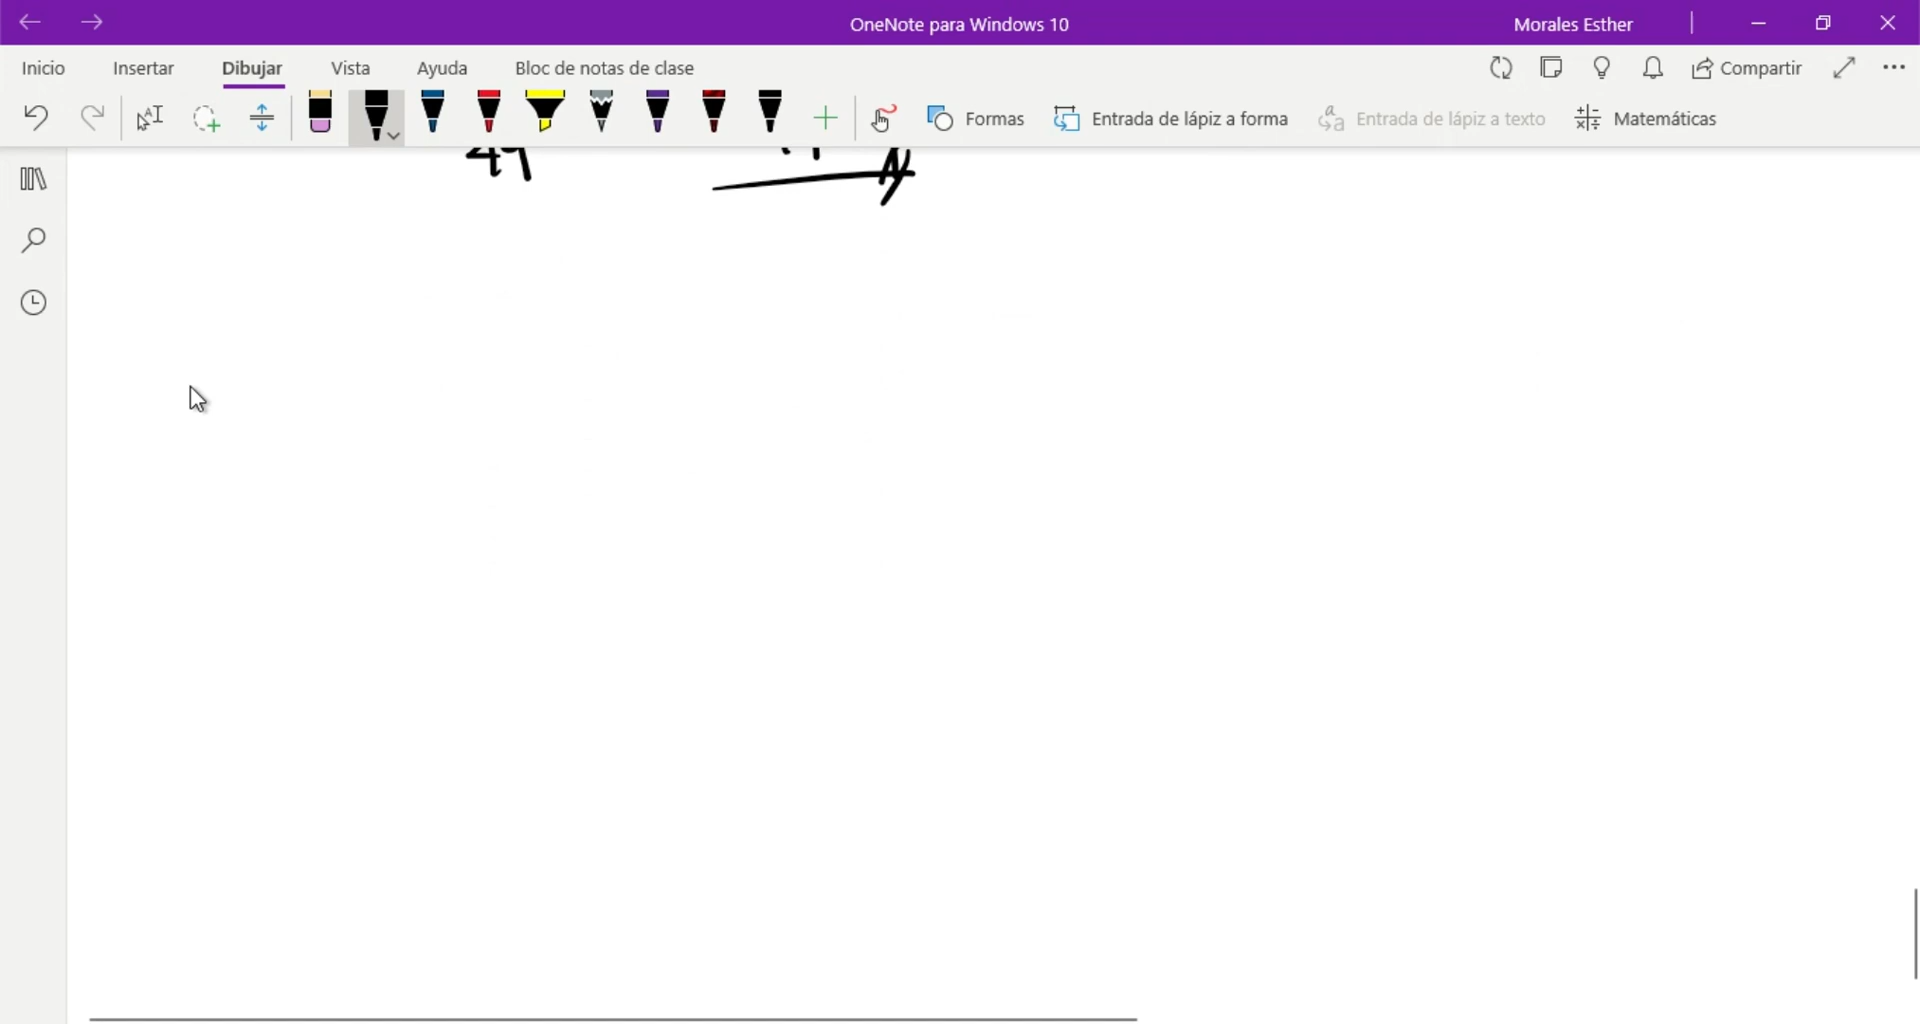 OneNote para Windows 10
Morales Esther
Inicio
Insertar
Dibujar
Vista
Ayuda
Bloc de notas de clase
Compartir
Formas
Entrada de lápiz a forma
Entrada de lápiz a texto
Matemáticas
49